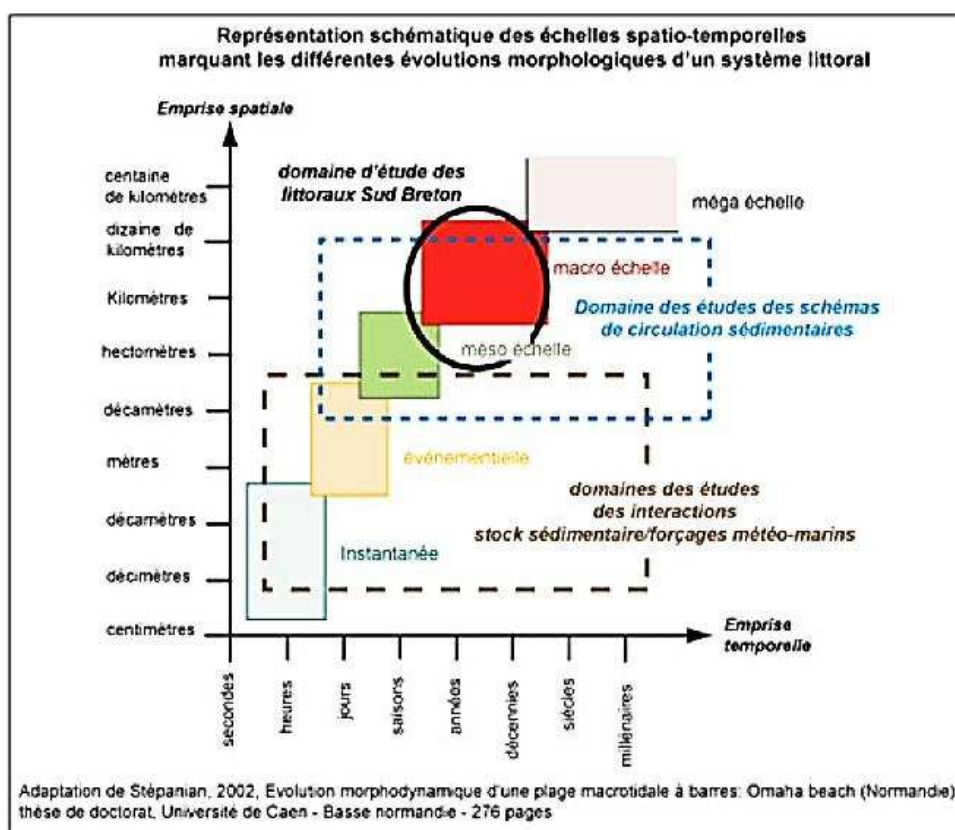 Représentation schématique des échelles spatio-temporelles
marquant les différentes évolutions morphologiques d'un système littoral
Emprise spatiale
centaine
de kilomètres
dizaine de
kilomètres
Kilomètres
hectomètres
décamètres
mètres
décamètres
décimètres
centimètres
domaine d'étude des
littoraux Sud Breton
méga échelle
macro échelle
Domaine des études des schémas
de circulation sédimentaires
méso échelle
événementielle
domaines des études
des interactions
stock sédimentaire/forçages météo-marins
Instantanée
Emprise
temporelle
secondes
heures
jours
saisons
années
décennies
siècles
millénaires
Adaptation de Stépanian, 2002, Evolution morphodynamique d'une plage macrotidale à barres: Omaha beach (Normandie)
thèse de doctorat, Université de Caen - Basse normandie - 276 pages